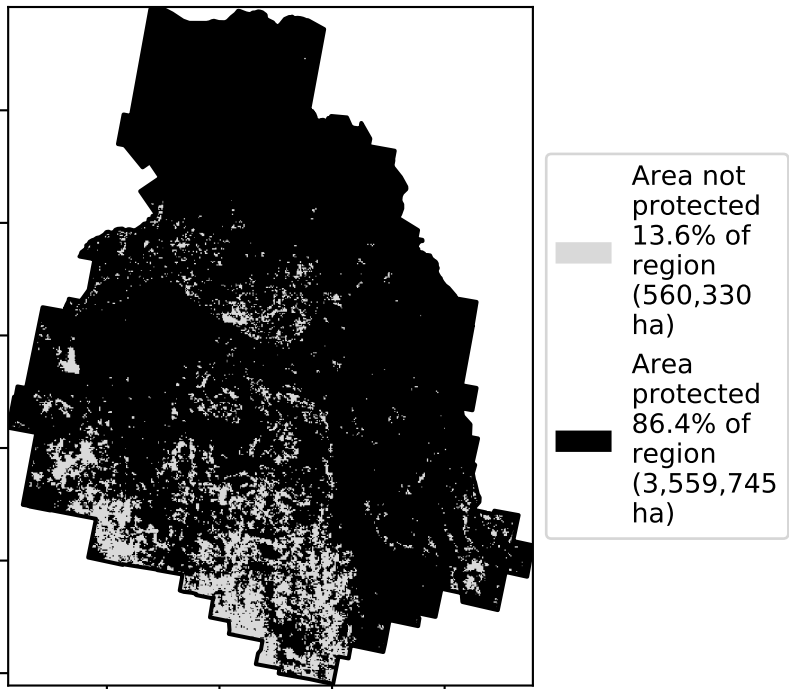 Area not
protected
13.6% of
region
(560,330
ha)
Area
protected
86.4% of
region
(3,559,745
ha)